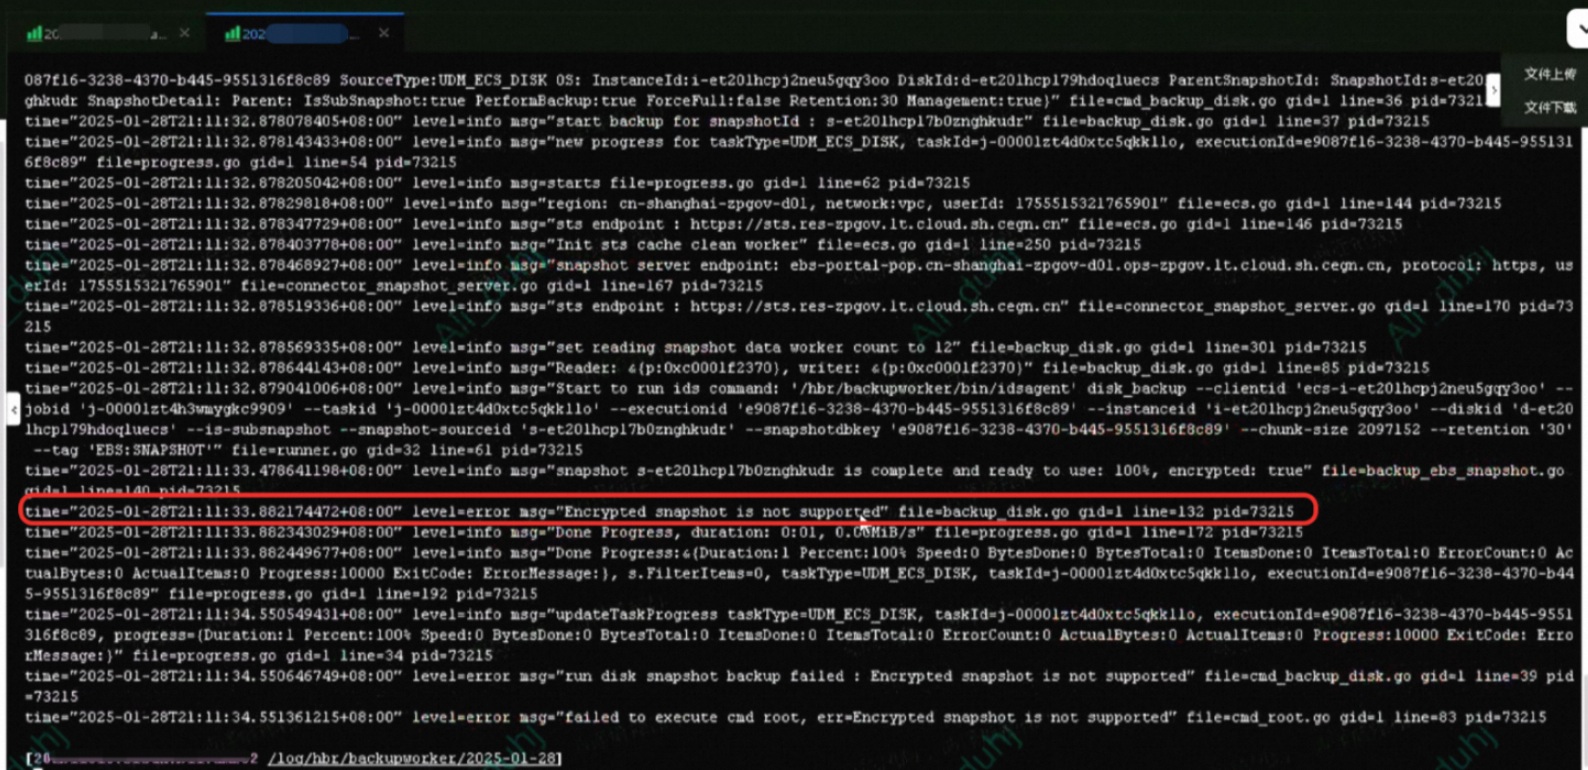 20 a...
202 ...
文件上传
文件下载
087f16-3238-4370-b445-9551316f8c89 SourceType:UDM_ECS_DISK OS: InstanceId:i-et201hcpj2neu5gqy3oo DiskId:d-et201hcpl79hdoqluecs ParentSnapshotId: SnapshotId:s-et20
ghkudr SnapshotDetail: Parent: IsSubSnapshot:true PerformBackup:true ForceFull:false Retention:30 Management:true}" file=cmd_backup_disk.go gid=1 line=36 pid=7321
time="2025-01-28T21:11:32.878078405+08:00" level=info msg="start backup for snapshotId : s-et201hcpl7b0znghkudr" file=backup_disk.go gid=1 line=37 pid=73215
time="2025-01-28T21:11:32.878143433+08:00" level=info msg="new progress for taskType=UDM_ECS_DISK, taskId=j-00001zt4d0xtc5qkkllo, executionId=e9087f16-3238-4370-b445-955131
6f8c89" file=progress.go gid=1 line=54 pid=73215
time="2025-01-28T21:11:32.878205042+08:00" level=info msg=starts file=progress.go gid=1 line=62 pid=73215
time="2025-01-28T21:11:32.87829818+08:00" level=info msg="region: cn-shanghai-zpgov-d01, network:vpc, userId: 1755515321765901" file=ecs.go gid=1 line=144 pid=73215
time="2025-01-28T21:11:32.878347729+08:00" level=info msg="sts endpoint : https://sts.res-zpgov.lt.cloud.sh.cegn.cn" file=ecs.go gid=1 line=146 pid=73215
time="2025-01-28T21:11:32.878403778+08:00" level=info msg="Init sts cache clean worker" file=ecs.go gid=1 line=250 pid=73215
time="2025-01-28T21:11:32.878468927+08:00" level=info msg="snapshot server endpoint: ebs-portal-pop.cn-shanghai-zpgov-d01.ops-zpgov.lt.cloud.sh.cegn.cn, protocol: https, us
erId: 1755515321765901" file=connector_snapshot_server.go gid=1 line=167 pid=73215
time="2025-01-28T21:11:32.878519336+08:00" level=info msg="sts endpoint : https://sts.res-zpgov.lt.cloud.sh.cegn.cn" file=connector_snapshot_server.go gid=1 line=170 pid=73
215
time="2025-01-28T21:11:32.878569335+08:00" level=info msg="set reading snapshot data worker count to 12" file=backup_disk.go gid=1 line=301 pid=73215
time="2025-01-28T21:11:32.878644143+08:00" level=info msg="Reader: &{p:0xc0001f2370}, writer: &{p:0xc0001f2370}" file=backup_disk.go gid=1 line=85 pid=73215
time="2025-01-28T21:11:32.879041006+08:00" level=info msg="Start to run ids command: '/hbr/backupworker/bin/idsagent' disk_backup --clientid 'ecs-i-et201hcpj2neu5gqy3oo' --
jobid 'j-00001zt4h3wmygkc9909' --taskid 'j-00001zt4d0xtc5qkkllo' --executionid 'e9087f16-3238-4370-b445-9551316f8c89' --instanceid 'i-et201hcpj2neu5gqy3oo' --diskid 'd-et20
1hcpl79hdoqluecs' --is-subsnapshot --snapshot-sourceid 's-et201hcpl7b0znghkudr' --snapshotdbkey 'e9087f16-3238-4370-b445-9551316f8c89' --chunk-size 2097152 --retention '30'
--tag 'EBS:SNAPSHOT'" file=runner.go gid=32 line=61 pid=73215
time="2025-01-28T21:11:33.478641198+08:00" level=info msg="snapshot s-et201hcpl7b0znghkudr is complete and ready to use: 100%, encrypted: true" file=backup_ebs_snapshot.go
gid=1 line=140 pid=73215
time="2025-01-28T21:11:33.882174472+08:00" level=error msg="Encrypted snapshot is not supported" file=backup_disk.go gid=1 line=132 pid=73215
time="2025-01-28T21:11:33.882343029+08:00" level=info msg="Done Progress, duration: 0:01, 0.00MiB/s" file=progress.go gid=1 line=172 pid=73215
time="2025-01-28T21:11:33.882449677+08:00" level=info msg="Done Progress:&{Duration:1 Percent:100% Speed:0 BytesDone:0 BytesTotal:0 ItemsDone:0 ItemsTotal:0 ErrorCount:0 Ac
tualBytes:0 ActualItems:0 Progress:10000 ExitCode: ErrorMessage:}, s.FilterItems=0, taskType=UDM_ECS_DISK, taskId=j-00001zt4d0xtc5qkkllo, executionId=e9087f16-3238-4370-b44
5-9551316f8c89" file=progress.go gid=1 line=192 pid=73215
time="2025-01-28T21:11:34.550549431+08:00" level=info msg="updateTaskProgress taskType=UDM_ECS_DISK, taskId=j-00001zt4d0xtc5qkkllo, executionId=e9087f16-3238-4370-b445-9551
316f8c89, progress={Duration:1 Percent:100% Speed:0 BytesDone:0 BytesTotal:0 ItemsDone:0 ItemsTotal:0 ErrorCount:0 ActualBytes:0 ActualItems:0 Progress:10000 ExitCode: Erro
rMessage:}" file=progress.go gid=1 line=34 pid=73215
time="2025-01-28T21:11:34.550646749+08:00" level=error msg="run disk snapshot backup failed : Encrypted snapshot is not supported" file=cmd_backup_disk.go gid=1 line=39 pid
=73215
time="2025-01-28T21:11:34.551361215+08:00" level=error msg="failed to execute cmd root, err=Encrypted snapshot is not supported" file=cmd_root.go gid=1 line=83 pid=73215
[20 2 /log/hbr/backupworker/2025-01-28]